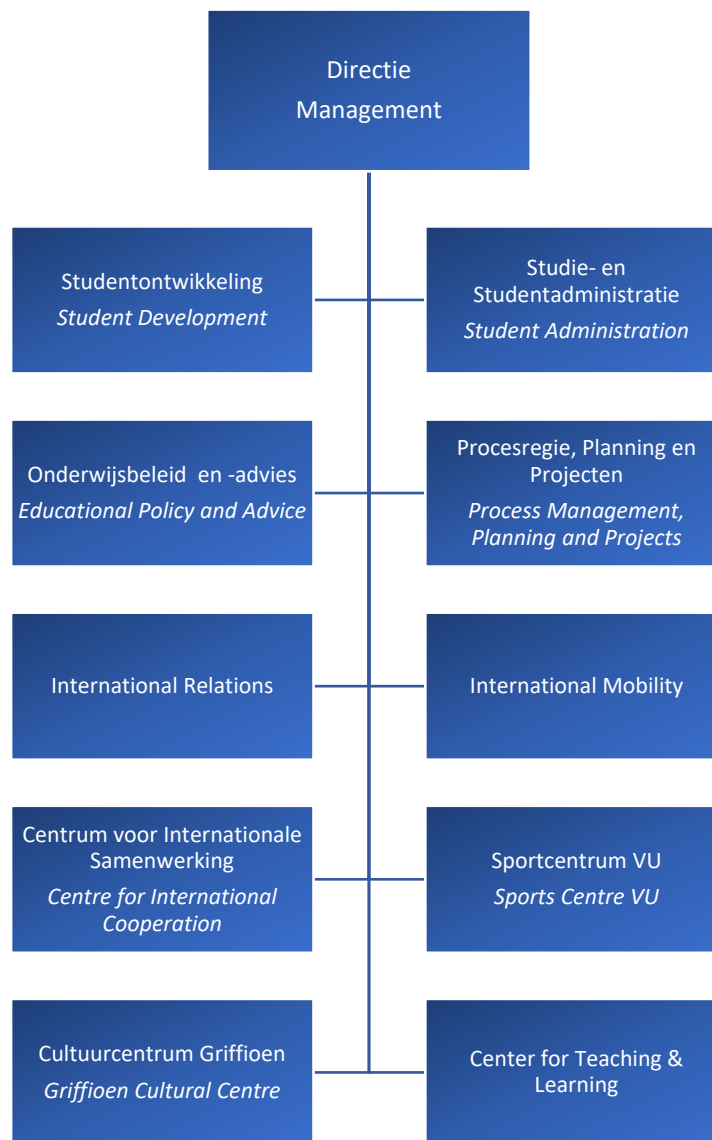 Directie
Management
Studentontwikkeling
Student Development
Studie- en
Studentadministratie
Student Administration
Onderwijsbeleid  en -advies
Educational Policy and Advice
Procesregie, Planning en
Projecten
Process Management,
Planning and Projects
International Relations
International Mobility
Centrum voor Internationale
Samenwerking
Centre for International
Cooperation
Sportcentrum VU
Sports Centre VU
Cultuurcentrum Griffioen
Griffioen Cultural Centre
Center for Teaching &
Learning